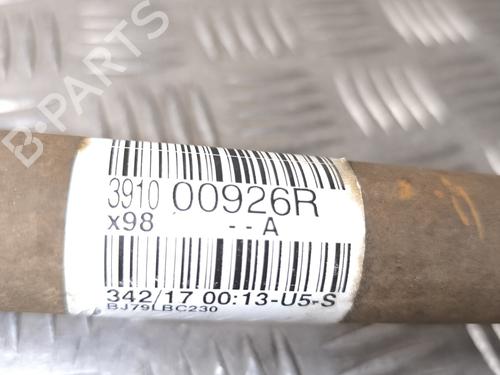 B-PARTS
3910 00926R
x98 --A
342/17 00:13-U5-S
BJ79LBC230